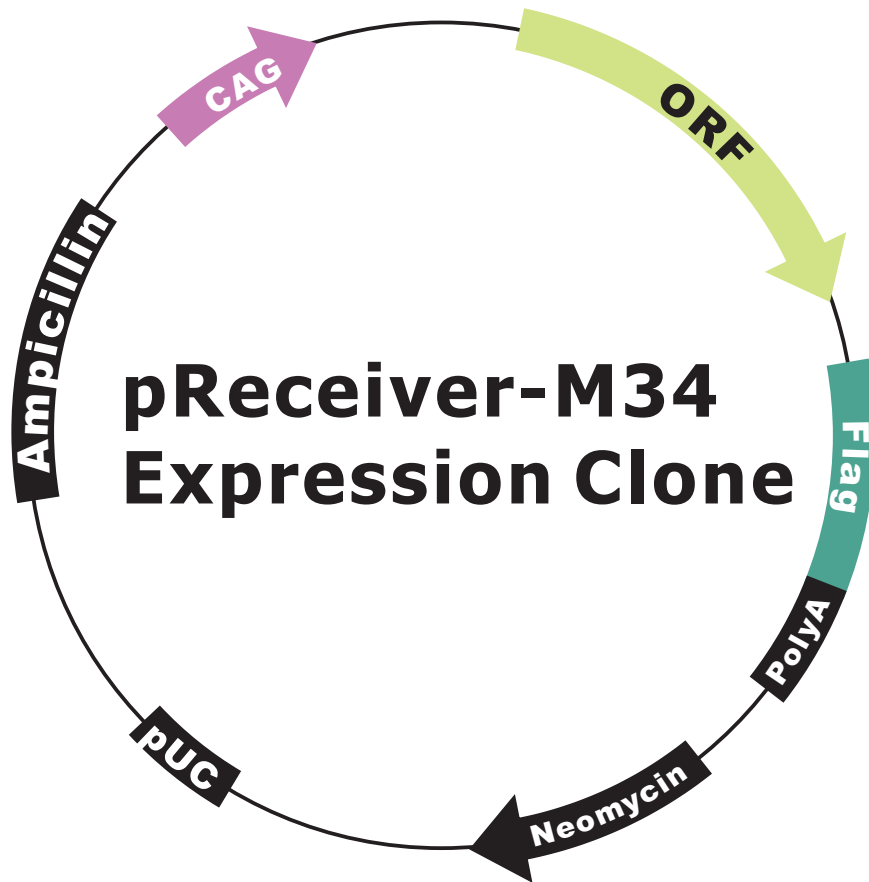 CAG
ORF
Ampicillin
pReceiver-M34
Expression Clone
Flag
PolyA
pUC
Neomycin